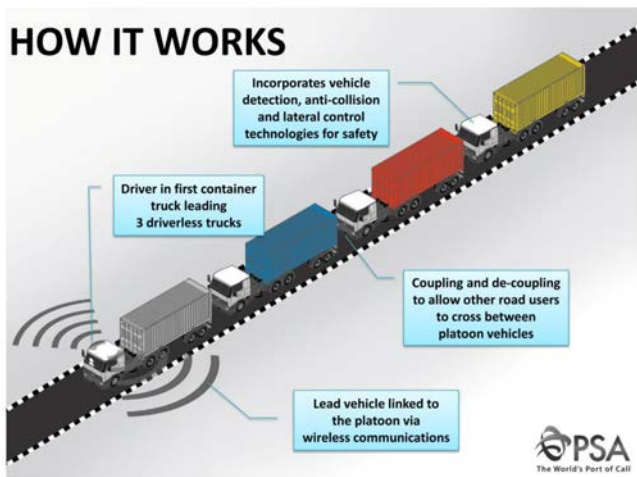 HOW IT WORKS
Incorporates vehicle
detection, anti-collision
and lateral control
technologies for safety
Driver in first container
truck leading
3 driverless trucks
Coupling and de-coupling
to allow other road users
to cross between
platoon vehicles
Lead vehicle linked to
the platoon via
wireless communications
PSA
The World's Port of Call